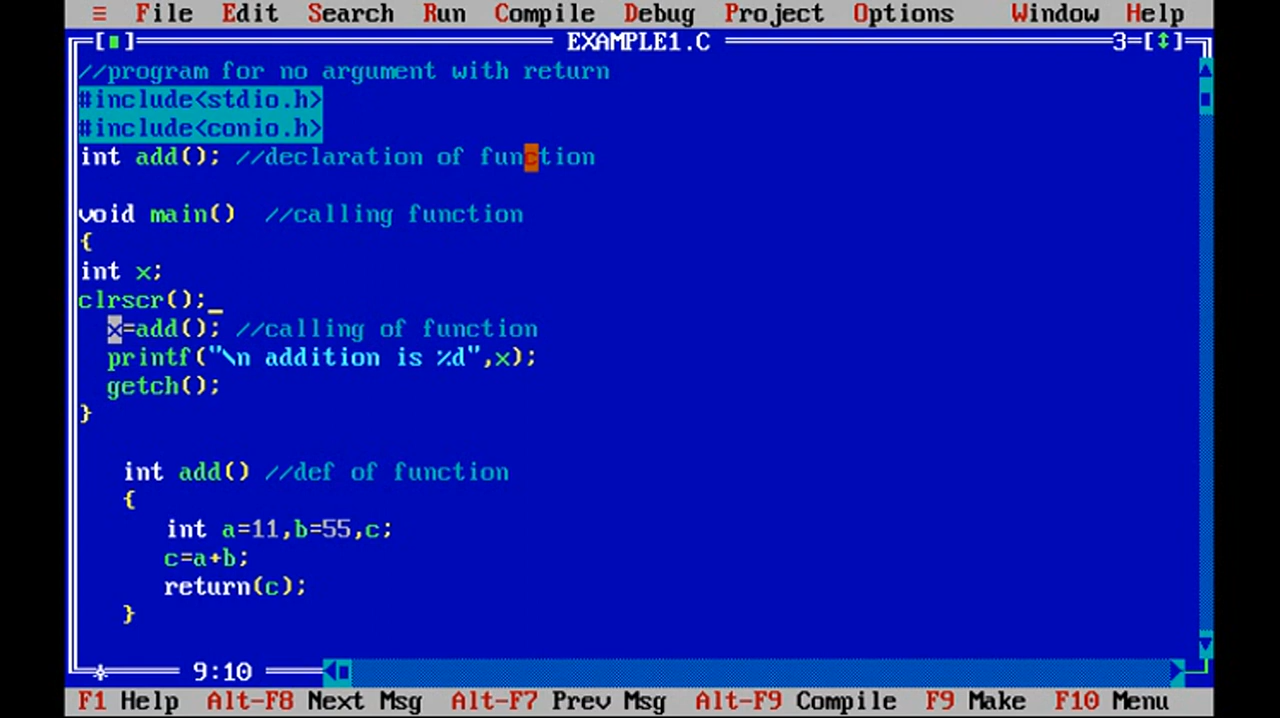 ≡ File Edit Search Run Compile Debug Project Options Window Help
[■] EXAMPLE1.C 3=[↕]
//program for no argument with return
#include<stdio.h>
#include<conio.h>
int add(); //declaration of function
void main()  //calling function
{
int x;
clrscr();_
x=add(); //calling of function
printf("\n addition is %d",x);
getch();
}
int add() //def of function
{
int a=11,b=55,c;
c=a+b;
return(c);
}
9:10
F1 Help Alt-F8 Next Msg Alt-F7 Prev Msg Alt-F9 Compile F9 Make F10 Menu